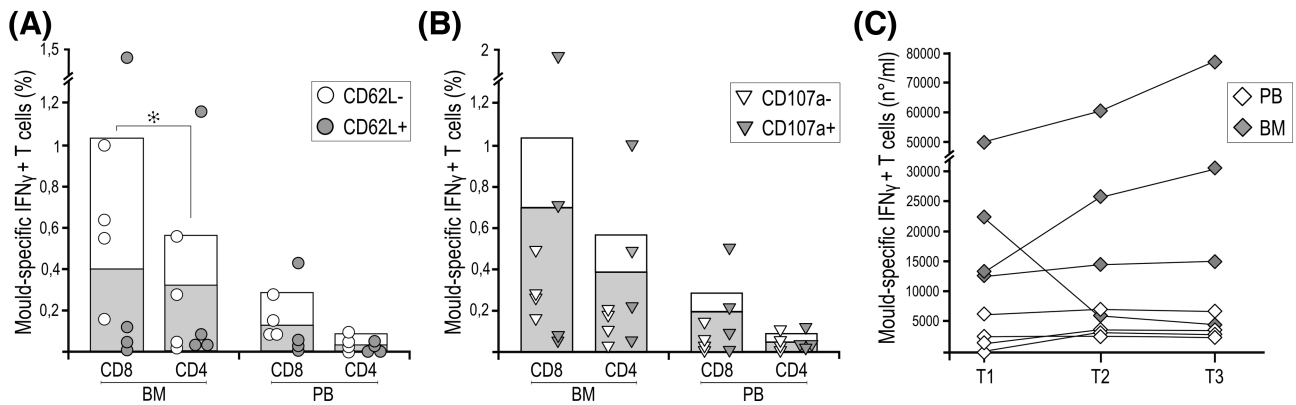 (A)
Mould-specific IFNγ+ T cells (%)
1,5
1,2
1
0,8
0,6
0,4
0,2
CD62L-
CD62L+
*
CD8 CD4 CD8 CD4
BM PB
(B)
Mould-specific IFNγ+ T cells (%)
2
1,2
1
0,8
0,6
0,4
0,2
CD107a-
CD107a+
CD8 CD4 CD8 CD4
BM PB
(C)
Mould-specific IFNγ+ T cells (n°/ml)
80000
70000
60000
50000
30000
25000
20000
15000
10000
5000
PB
BM
T1 T2 T3